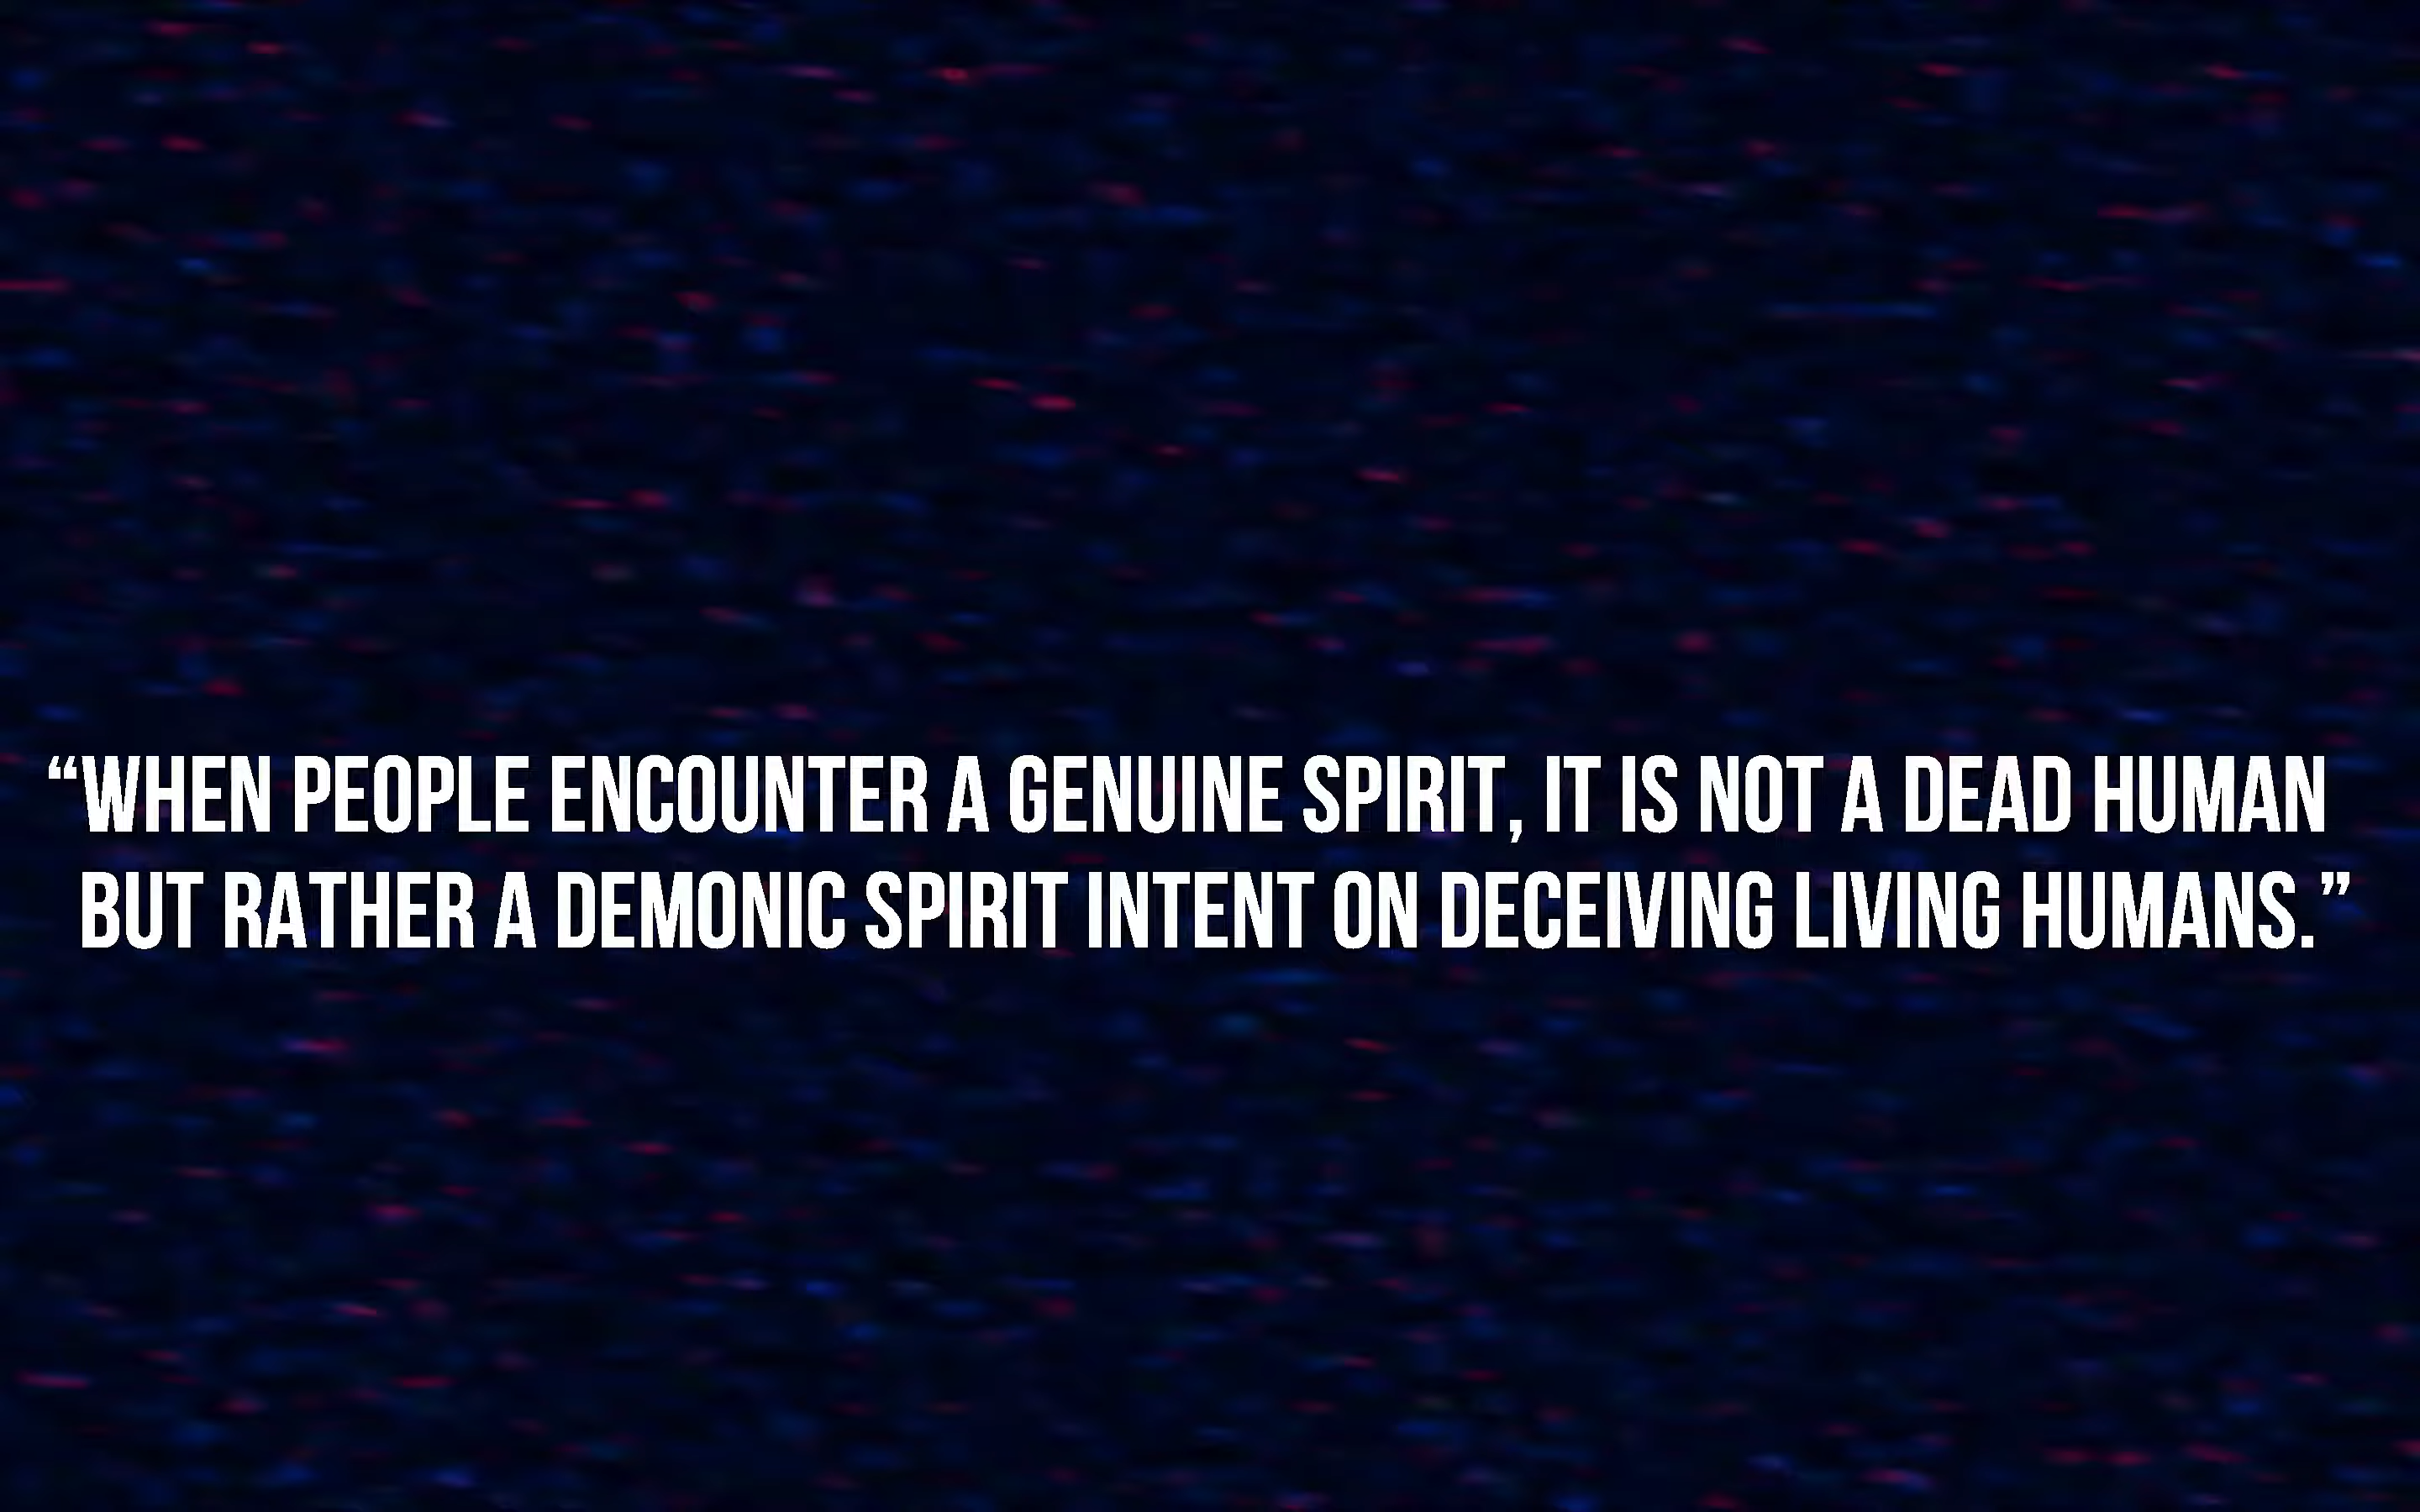 “WHEN PEOPLE ENCOUNTER A GENUINE SPIRIT, IT IS NOT A DEAD HUMAN
BUT RATHER A DEMONIC SPIRIT INTENT ON DECEIVING LIVING HUMANS.”